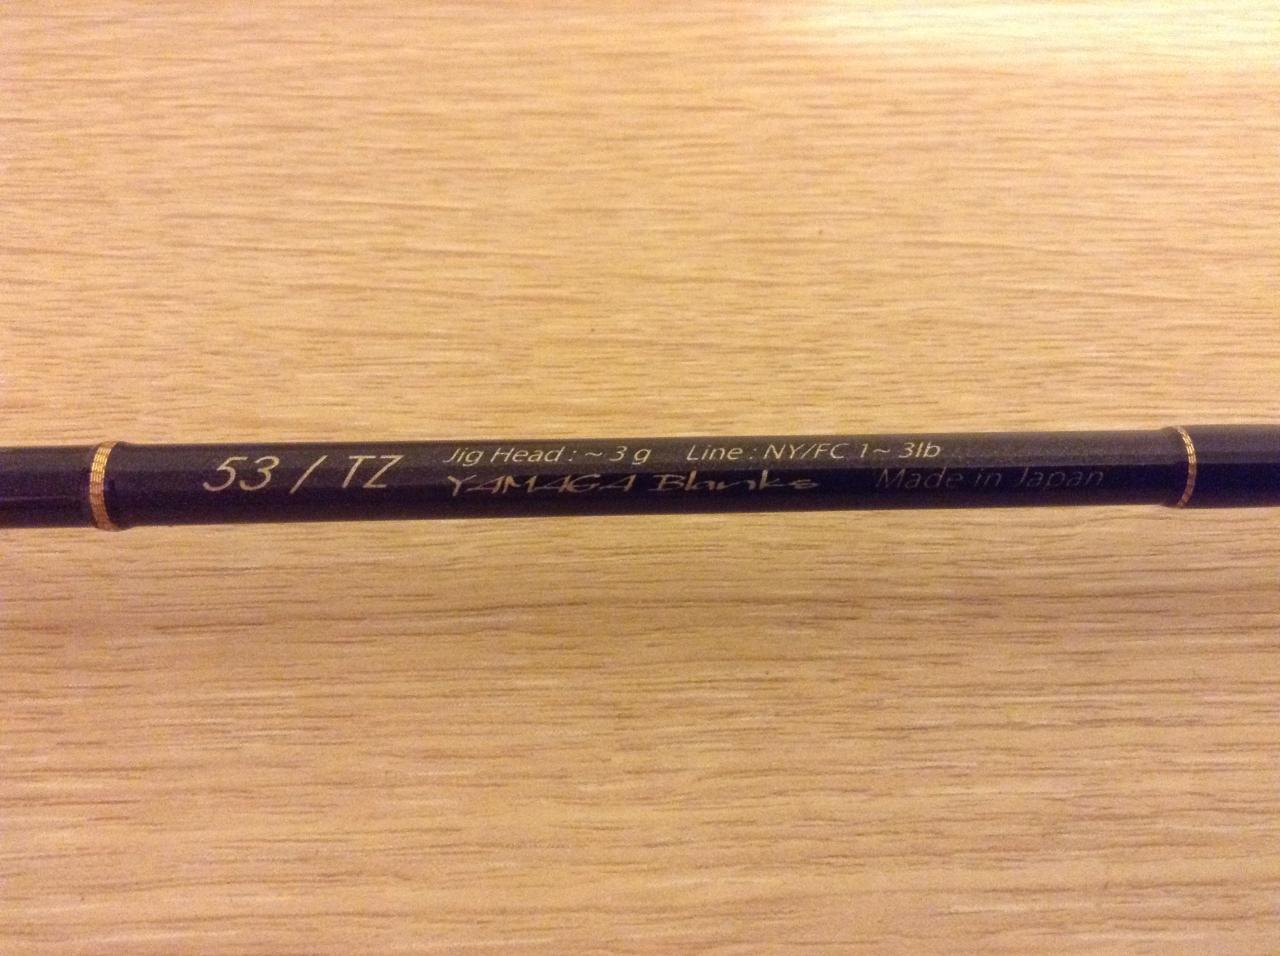 53 / TZ
Jig Head : ~ 3 g Line : NY/FC 1~ 3lb
YAMAGA Blanks Made in Japan